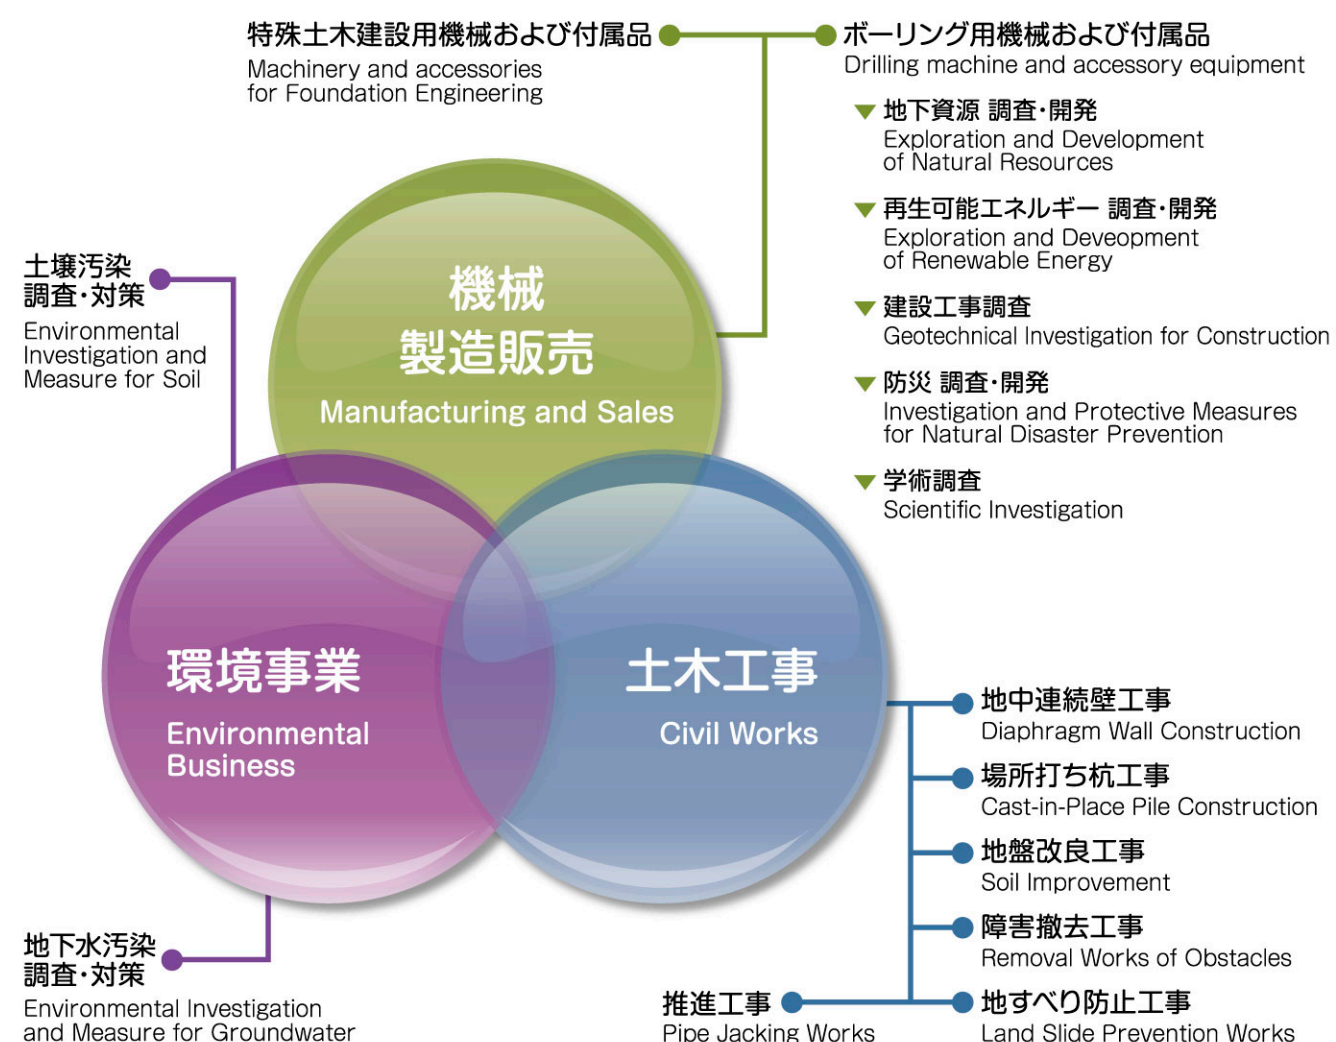 特殊土木建設用機械および付属品
Machinery and accessories
for Foundation Engineering
ボーリング用機械および付属品
Drilling machine and accessory equipment
▼ 地下資源 調査・開発
Exploration and Development
of Natural Resources
▼ 再生可能エネルギー 調査・開発
Exploration and Deveopment
of Renewable Energy
▼ 建設工事調査
Geotechnical Investigation for Construction
▼ 防災 調査・開発
Investigation and Protective Measures
for Natural Disaster Prevention
▼ 学術調査
Scientific Investigation
機械
製造販売
Manufacturing and Sales
土壌汚染
調査・対策
Environmental
Investigation and
Measure for Soil
環境事業
Environmental
Business
土木工事
Civil Works
地下水汚染
調査・対策
Environmental Investigation
and Measure for Groundwater
地中連続壁工事
Diaphragm Wall Construction
場所打ち杭工事
Cast-in-Place Pile Construction
地盤改良工事
Soil Improvement
障害撤去工事
Removal Works of Obstacles
推進工事
Pipe Jacking Works
地すべり防止工事
Land Slide Prevention Works